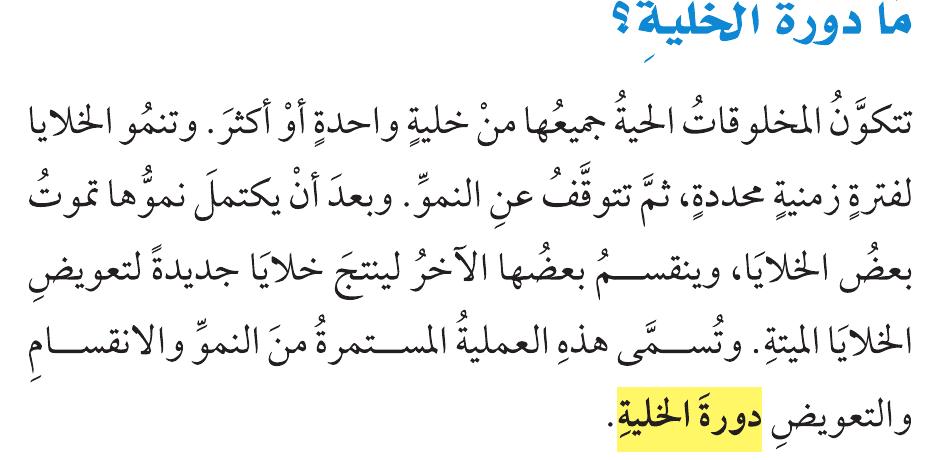 مَا دورةُ الخليةِ؟
تتكوَّنُ المخلوقاتُ الحيةُ جميعُها منْ خليةٍ واحدةٍ أوْ أكثرَ. وتنمُو الخلايا
لفترةٍ زمنيةٍ محددةٍ، ثمَّ تتوقَّفُ عنِ النموِّ. وبعدَ أنْ يكتملَ نموُّها تموتُ
بعضُ الخلايَا، وينقسمُ بعضُها الآخرُ لينتجَ خلايَا جديدةً لتعويضِ
الخلايَا الميتةِ. وتُسمَّى هذهِ العمليةُ المستمرةُ منَ النموِّ والانقسامِ
والتعويضِ دورةَ الخليةِ.